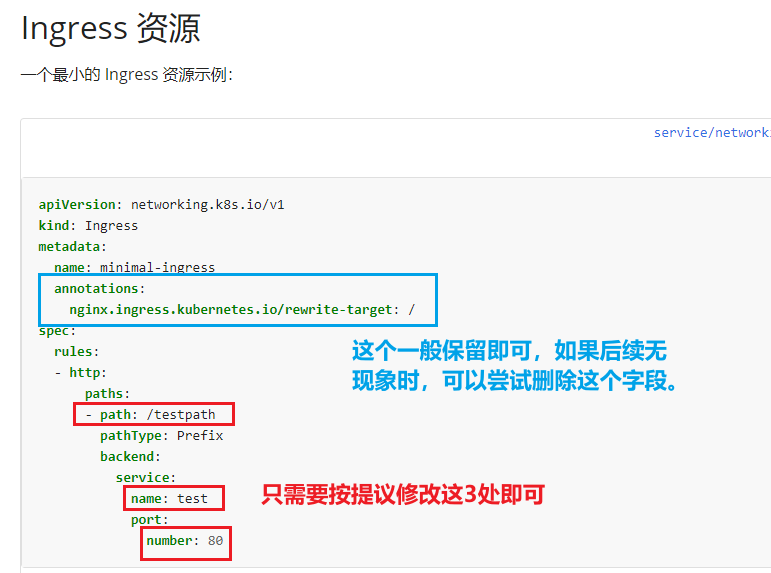 Ingress 资源
一个最小的 Ingress 资源示例：
service/network
apiVersion: networking.k8s.io/v1
kind: Ingress
metadata:
  name: minimal-ingress
  annotations:
    nginx.ingress.kubernetes.io/rewrite-target: /
spec:
  rules:
  - http:
      paths:
      - path: /testpath
        pathType: Prefix
        backend:
          service:
            name: test
            port:
              number: 80
这个一般保留即可，如果后续无
现象时，可以尝试删除这个字段。
只需要按提议修改这3处即可